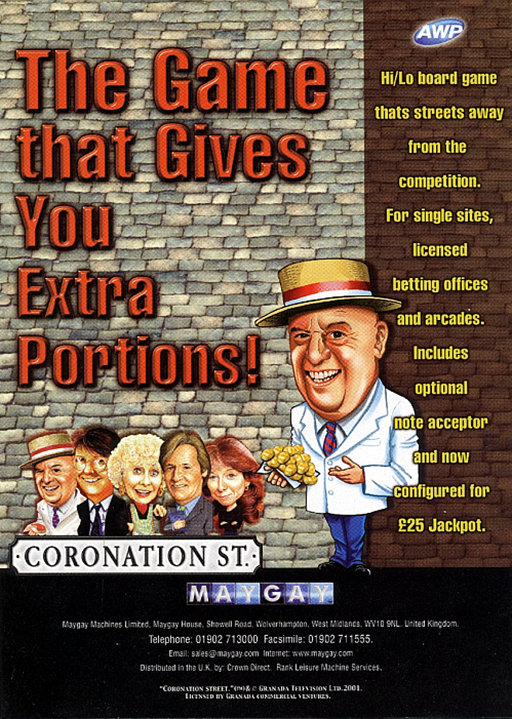 The Game
that Gives
You
Extra
Portions!
AWP
Hi/Lo board game
thats streets away
from the
competition.
For single sites,
licensed
betting offices
and arcades.
Includes
optional
note acceptor
and now
configured for
£25 Jackpot.
·CORONATION ST.·
MAYGAY
Maygay Machines Limited, Maygay House, Showell Road, Wolverhampton, West Midlands, WV10 9NL. United Kingdom.
Telephone: 01902 713000 Facsimile: 01902 711555.
Email: sales@maygay.com Internet: www.maygay.com
Distributed in the U.K. by: Crown Direct. Rank Leisure Machine Services.
"CORONATION STREET."(TM)& © GRANADA TELEVISION LTD.2001.
LICENSED BY GRANADA COMMERCIAL VENTURES.